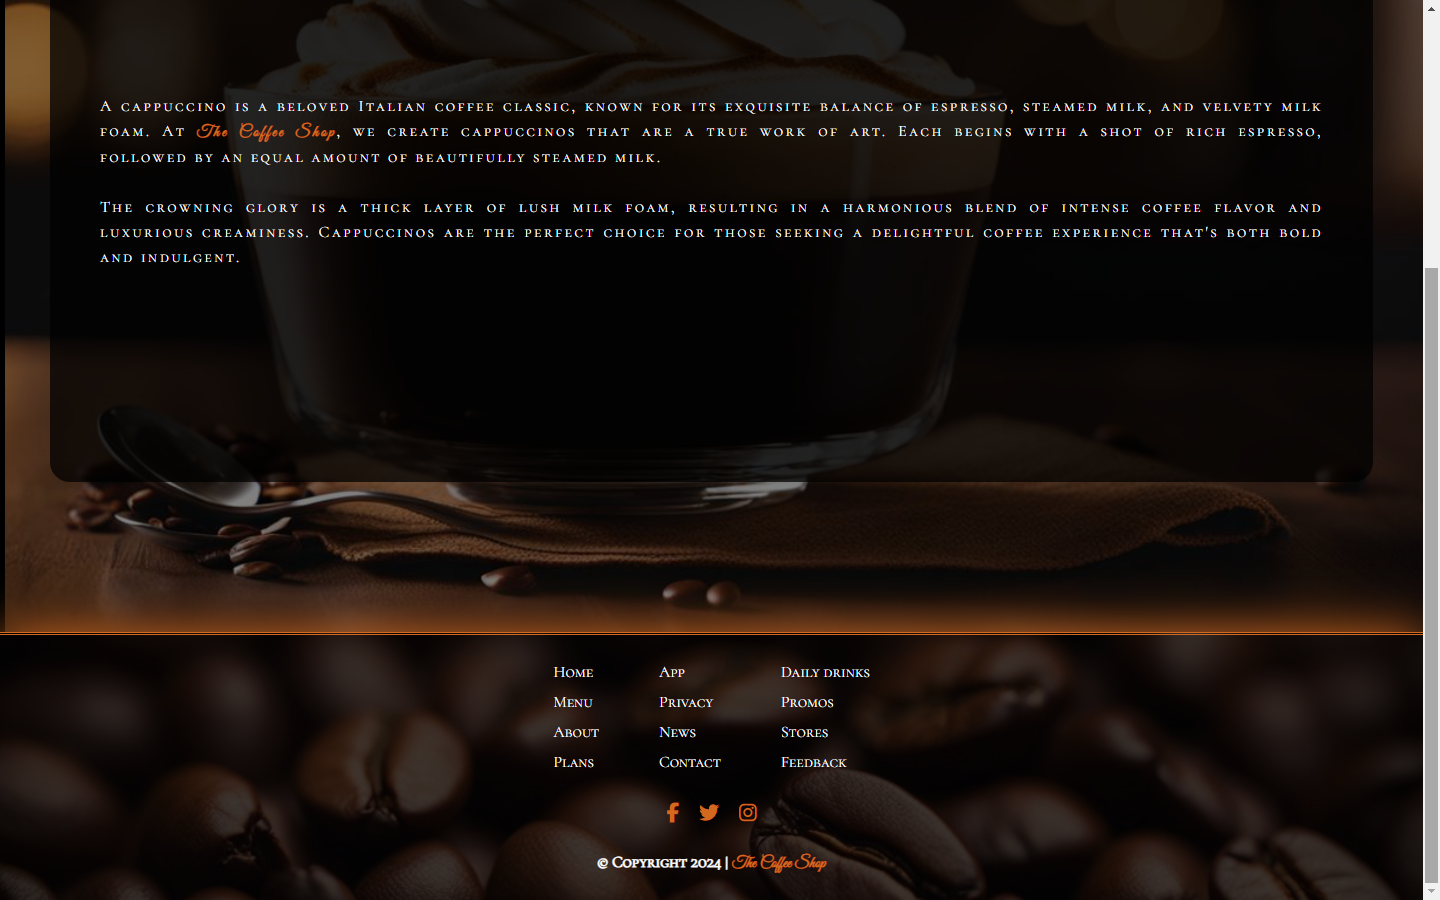 A cappuccino is a beloved Italian coffee classic, known for its exquisite balance of espresso, steamed milk, and velvety milk
foam. At The Coffee Shop, we create cappuccinos that are a true work of art. Each begins with a shot of rich espresso,
followed by an equal amount of beautifully steamed milk.
The crowning glory is a thick layer of lush milk foam, resulting in a harmonious blend of intense coffee flavor and
luxurious creaminess. Cappuccinos are the perfect choice for those seeking a delightful coffee experience that's both bold
and indulgent.
Home
Menu
About
Plans
App
Privacy
News
Contact
Daily drinks
Promos
Stores
Feedback
© Copyright 2024 | The Coffee Shop